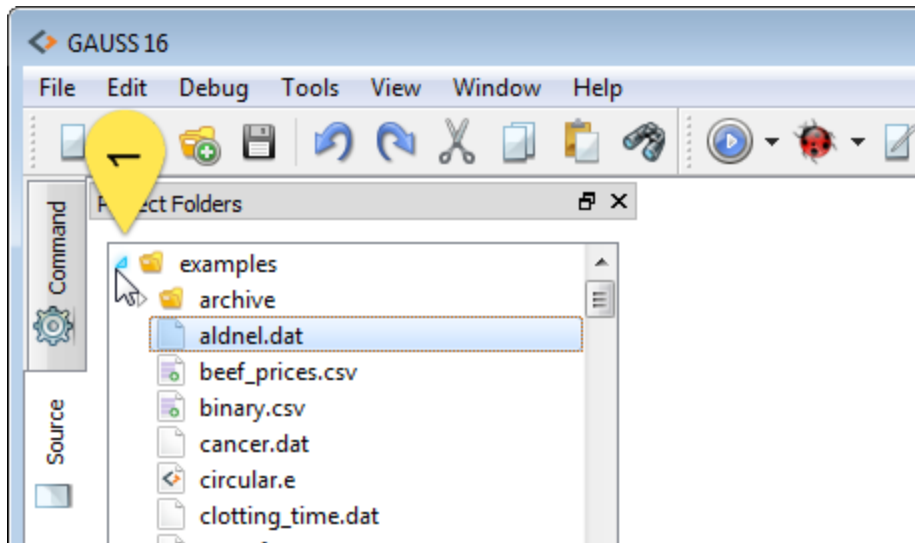 GAUSS 16
File Edit Debug Tools View Window Help
1
Command
Folders
examples
archive
aldnel.dat
beef_prices.csv
binary.csv
cancer.dat
circular.e
Source
clotting_time.dat